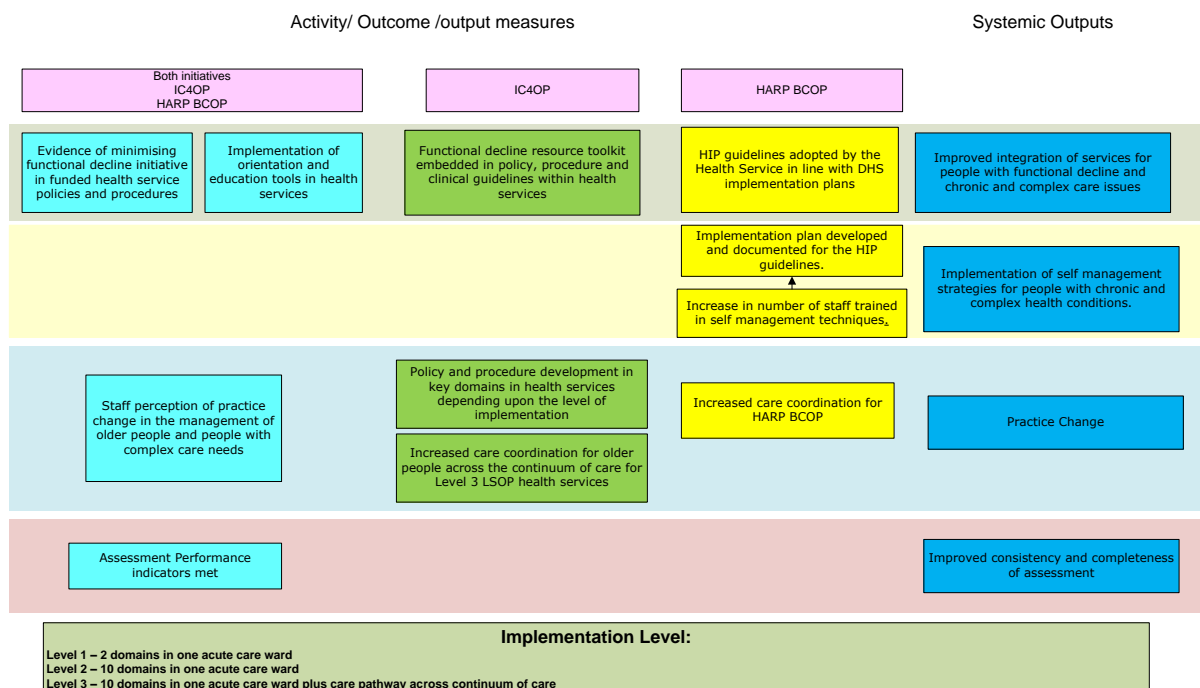 Activity/ Outcome /output measures
Systemic Outputs
Both initiatives
IC4OP
HARP BCOP
IC4OP
HARP BCOP
Evidence of minimising
functional decline initiative
in funded health service
policies and procedures
Implementation of
orientation and
education tools in health
services
Functional decline resource toolkit
embedded in policy, procedure and
clinical guidelines within health
services
HIP guidelines adopted by the
Health Service in line with DHS
implementation plans
Improved integration of services for
people with functional decline and
chronic and complex care issues
Implementation plan developed
and documented for the HIP
guidelines.
Increase in number of staff trained
in self management techniques.
Implementation of self management
strategies for people with chronic and
complex health conditions.
Staff perception of practice
change in the management of
older people and people with
complex care needs
Policy and procedure development in
key domains in health services
depending upon the level of
implementation
Increased care coordination for older
people across the continuum of care for
Level 3 LSOP health services
Increased care coordination for
HARP BCOP
Practice Change
Assessment Performance
indicators met
Improved consistency and completeness
of assessment
Implementation Level:
Level 1 – 2 domains in one acute care ward
Level 2 – 10 domains in one acute care ward
Level 3 – 10 domains in one acute care ward plus care pathway across continuum of care